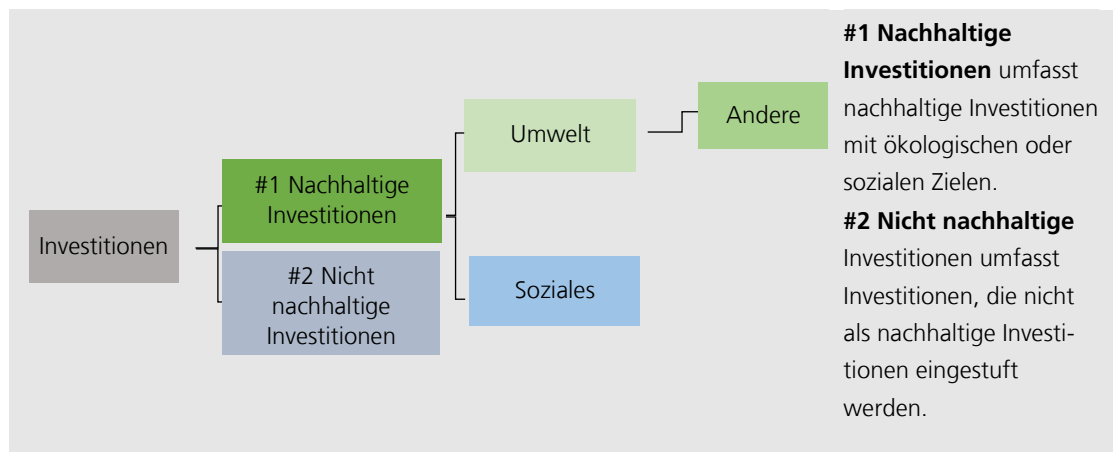 Investitionen
#1 Nachhaltige
Investitionen
#2 Nicht
nachhaltige
Investitionen
Umwelt
Soziales
Andere
#1 Nachhaltige
Investitionen umfasst
nachhaltige Investitionen
mit ökologischen oder
sozialen Zielen.
#2 Nicht nachhaltige
Investitionen umfasst
Investitionen, die nicht
als nachhaltige Investi-
tionen eingestuft
werden.